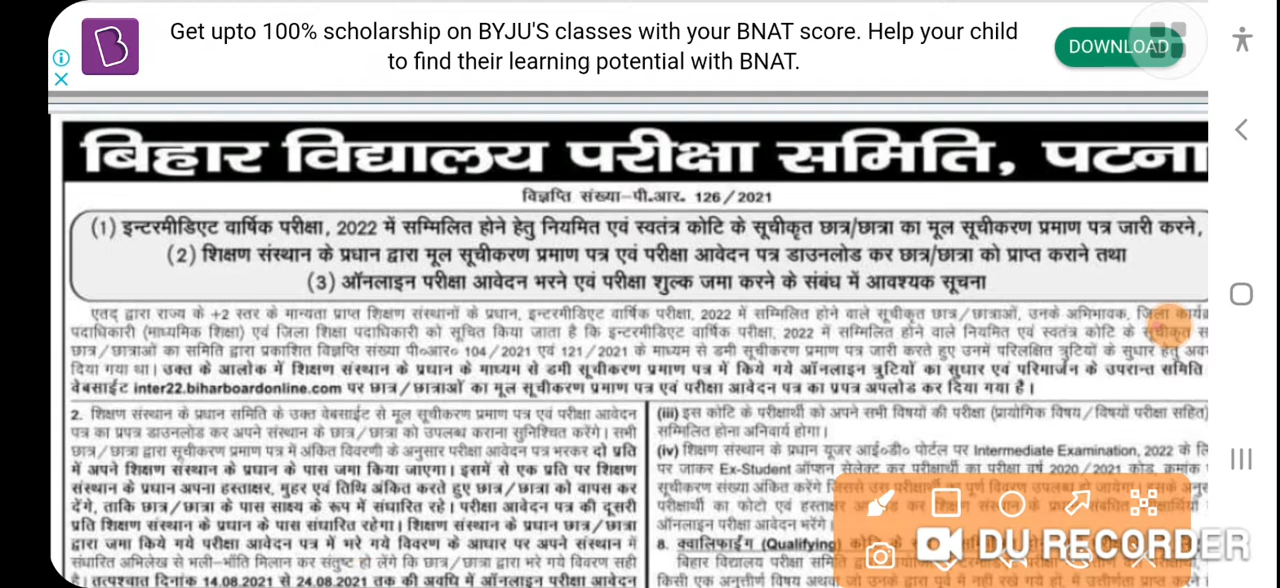 Get upto 100% scholarship on BYJU'S classes with your BNAT score. Help your child
to find their learning potential with BNAT.
DOWNLOAD
बिहार विद्यालय परीक्षा समिति, पटना
विज्ञप्ति संख्या-पी.आर. 126/2021
(1) इन्टरमीडिएट वार्षिक परीक्षा, 2022 में सम्मिलित होने हेतु नियमित एवं स्वतंत्र कोटि के सूचीकृत छात्र/छात्रा का मूल सूचीकरण प्रमाण पत्र जारी करने,
(2) शिक्षण संस्थान के प्रधान द्वारा मूल सूचीकरण प्रमाण पत्र एवं परीक्षा आवेदन पत्र डाउनलोड कर छात्र/छात्रा को प्राप्त कराने तथा
(3) ऑनलाइन परीक्षा आवेदन भरने एवं परीक्षा शुल्क जमा करने के संबंध में आवश्यक सूचना
एतद् द्वारा राज्य के +2 स्तर के मान्यता प्राप्त शिक्षण संस्थानों के प्रधान, इन्टरमीडिएट वार्षिक परीक्षा, 2022 में सम्मिलित होने वाले सूचीकृत छात्र/छात्राओं, उनके अभिभावक, जिला कार्यक्र
पदाधिकारी (माध्यमिक शिक्षा) एवं जिला शिक्षा पदाधिकारी को सूचित किया जाता है कि इन्टरमीडिएट वार्षिक परीक्षा, 2022 में सम्मिलित होने वाले नियमित एवं स्वतंत्र कोटि के सूचीकृत स
छात्र/छात्राओं का समिति द्वारा प्रकाशित विज्ञप्ति संख्या पी०आर० 104/2021 एवं 121/2021 के माध्यम से डमी सूचीकरण प्रमाण पत्र जारी करते हुए उनमें परिलक्षित त्रुटियों के सुधार हेतु अव
दिया गया था। उक्त के आलोक में शिक्षण संस्थान के प्रधान के माध्यम से डमी सूचीकरण प्रमाण पत्र में किये गये ऑनलाइन त्रुटियों का सुधार एवं परिमार्जन के उपरान्त समिति
वेबसाईट inter22.biharboardonline.com पर छात्र/छात्राओं का मूल सूचीकरण प्रमाण पत्र एवं परीक्षा आवेदन पत्र का प्रपत्र अपलोड कर दिया गया है।
2. शिक्षण संस्थान के प्रधान समिति के उक्त वेबसाईट से मूल सूचीकरण प्रमाण पत्र एवं परीक्षा आवेदन
पत्र का प्रपत्र डाउनलोड कर अपने संस्थान के छात्र/छात्रा को उपलब्ध कराना सुनिश्चित करेंगे। सभी
छात्र/छात्रा द्वारा सूचीकरण प्रमाण पत्र में अंकित विवरणी के अनुसार परीक्षा आवेदन पत्र भरकर दो प्रति
में अपने शिक्षण संस्थान के प्रधान के पास जमा किया जाएगा। इसमें से एक प्रति पर शिक्षण
संस्थान के प्रधान अपना हस्ताक्षर, मुहर एवं तिथि अंकित करते हुए छात्र/छात्रा को वापस कर
देंगे, ताकि छात्र/छात्रा के पास साक्ष्य के रूप में संधारित रहे। परीक्षा आवेदन पत्र की दूसरी
प्रति शिक्षण संस्थान के प्रधान के पास संधारित रहेगा। शिक्षण संस्थान के प्रधान छात्र/छात्रा
द्वारा जमा किये गये परीक्षा आवेदन पत्र में भरे गये विवरण के आधार पर अपने संस्थान में
संधारित अभिलेख से भली-भाँति मिलान कर संतुष्ट हो लेंगे कि छात्र/छात्रा द्वारा भरे गये विवरण सही
है। तत्पश्चात दिनांक 14.08.2021 से 24.08.2021 तक की अवधि में ऑनलाइन परीक्षा आवेदन
(iii) इस कोटि के परीक्षार्थी को अपने सभी विषयों की परीक्षा (प्रायोगिक विषय/विषयों परीक्षा सहित)
सम्मिलित होना अनिवार्य होगा।
(iv) शिक्षण संस्थान के प्रधान यूजर आई०डी० पोर्टल पर Intermediate Examination, 2022 के लि
पर जाकर Ex-Student ऑप्शन सेलेक्ट कर परीक्षार्थी का परीक्षा वर्ष 2020/2021 कोड, क्रमांक
सूचीकरण संख्या अंकित करेंगे जिससे उस परीक्षार्थी का पूर्ण विवरण उपलब्ध हो जायेगा।
परीक्षार्थी का फोटो एवं हस्ताक्षर
ऑनलाइन परीक्षा आवेदन भरेंगे।
8. क्वालिफाईंग (Qualifying)
बिहार विद्यालय परीक्षा समिति
किसी एक अनुत्तीर्ण विषय अथवा
DU RECORDER